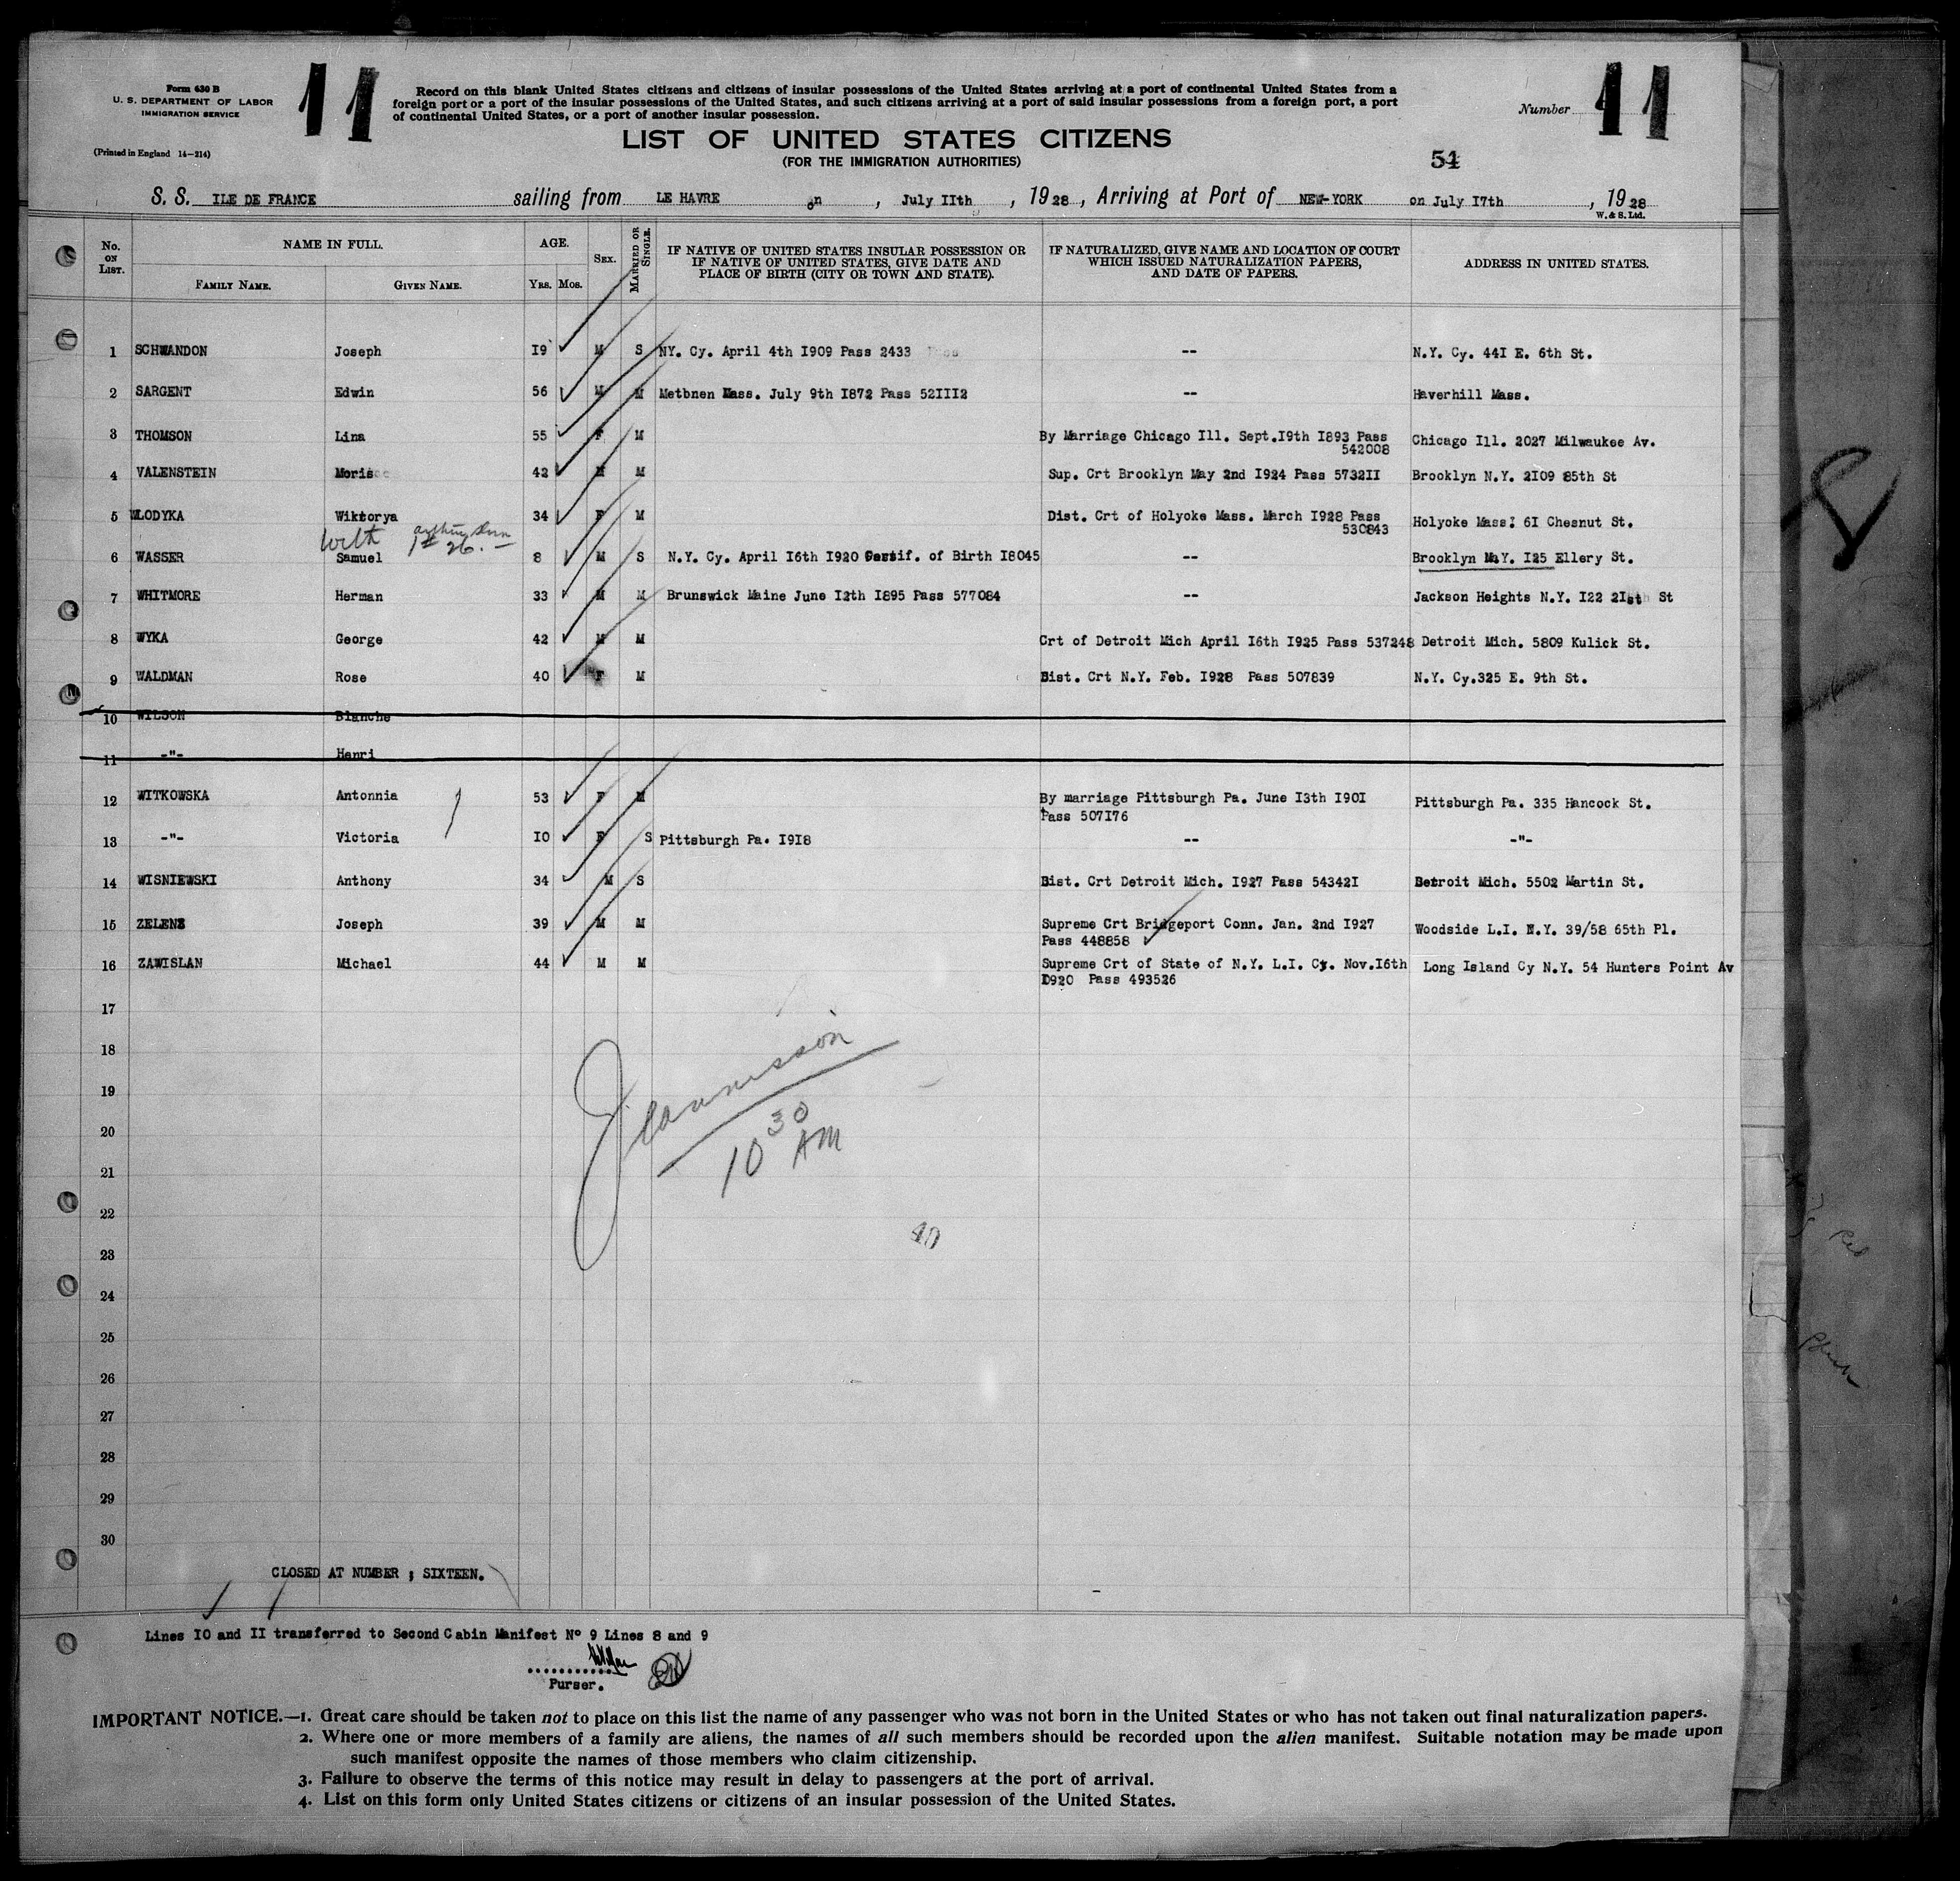 Form 630 B
U. S. DEPARTMENT OF LABOR
IMMIGRATION SERVICE
(Printed in England 14—214)
11
Record on this blank United States citizens and citizens of insular possessions of the United States arriving at a port of continental United States from a
foreign port or a port of the insular possessions of the United States, and such citizens arriving at a port of said insular possessions from a foreign port, a port
of continental United States, or a port of another insular possession.
Number 11
LIST OF UNITED STATES CITIZENS
(FOR THE IMMIGRATION AUTHORITIES)
54
S. S. ILE DE FRANCE sailing from LE HAVRE on, July IIth, 1928, Arriving at Port of NEW-YORK on July I7th, 1928
W. & S. Ltd.
No. ON LIST. NAME IN FULL. AGE. SEX. MARRIED OR SINGLE. IF NATIVE OF UNITED STATES INSULAR POSSESSION OR IF NATIVE OF UNITED STATES, GIVE DATE AND PLACE OF BIRTH (CITY OR TOWN AND STATE). IF NATURALIZED, GIVE NAME AND LOCATION OF COURT WHICH ISSUED NATURALIZATION PAPERS, AND DATE OF PAPERS. ADDRESS IN UNITED STATES.
FAMILY NAME. GIVEN NAME. YRS. MOS.
1 SCHWANDON Joseph I9 M S NY. Cy. April 4th I909 Pass 2433 -- N.Y. Cy. 44I E. 6th St.
2 SARGENT Edwin 56 M M Metbnen Mass. July 9th I872 Pass 52III2 -- Haverhill Mass.
3 THOMSON Lina 55 F M By Marriage Chicago Ill. Sept.I9th I893 Pass 542008 Chicago Ill. 2027 Milwaukee Av.
4 VALENSTEIN Moris 42 M M Sup. Crt Brooklyn May 2nd I924 Pass 5732II Brooklyn N.Y. 2I09 85th St
5 WLODYKA Wiktorya 34 F M Dist. Crt of Holyoke Mass. March I928 Pass 530843 Holyoke Mass: 6I Chesnut St.
with
1st 26.
6 WASSER Samuel 8 M S N.Y. Cy. April I6th I920 Certif. of Birth I8045 -- Brooklyn N.Y. I25 Ellery St.
7 WHITMORE Herman 33 M M Brunswick Maine June I2th I895 Pass 577084 -- Jackson Heights N.Y. I22 2Ist St
8 WYKA George 42 M M Crt of Detroit Mich April I6th I925 Pass 537248 Detroit Mich. 5809 Kulick St.
9 WALDMAN Rose 40 F M Dist. Crt N.Y. Feb. I928 Pass 507839 N.Y. Cy.325 E. 9th St.
10 WILSON Blanche
11 -"- Henri
12 WITKOWSKA Antonnia 53 F M By marriage Pittsburgh Pa. June I3th I90I Pass 507I76 Pittsburgh Pa. 335 Hancock St.
13 -"- Victoria I0 F S Pittsburgh Pa. I9I8 -- -"-
14 WISNIEWSKI Anthony 34 M S Dist. Crt Detroit Mich. I927 Pass 54342I Detroit Mich. 5502 Martin St.
15 ZELENZ Joseph 39 M M Supreme Crt Bridgeport Conn. Jan. 2nd I927 Pass 448858 Woodside L.I. N.Y. 39/58 65th Pl.
16 ZAWISLAN Michael 44 M M Supreme Crt of State of N.Y. L.I. Cy. Nov.I6th I920 Pass 493526 Long Island Cy N.Y. 54 Hunters Point Av
17
18
19
20
21
22
23
24
25
26
27
28
29
30
10 30 AM
CLOSED AT NUMBER ; SIXTEEN.
Lines I0 and II transferred to Second Cabin Manifest N° 9 Lines 8 and 9
Purser.
IMPORTANT NOTICE.—1. Great care should be taken not to place on this list the name of any passenger who was not born in the United States or who has not taken out final naturalization papers.
2. Where one or more members of a family are aliens, the names of all such members should be recorded upon the alien manifest. Suitable notation may be made upon
such manifest opposite the names of those members who claim citizenship.
3. Failure to observe the terms of this notice may result in delay to passengers at the port of arrival.
4. List on this form only United States citizens or citizens of an insular possession of the United States.